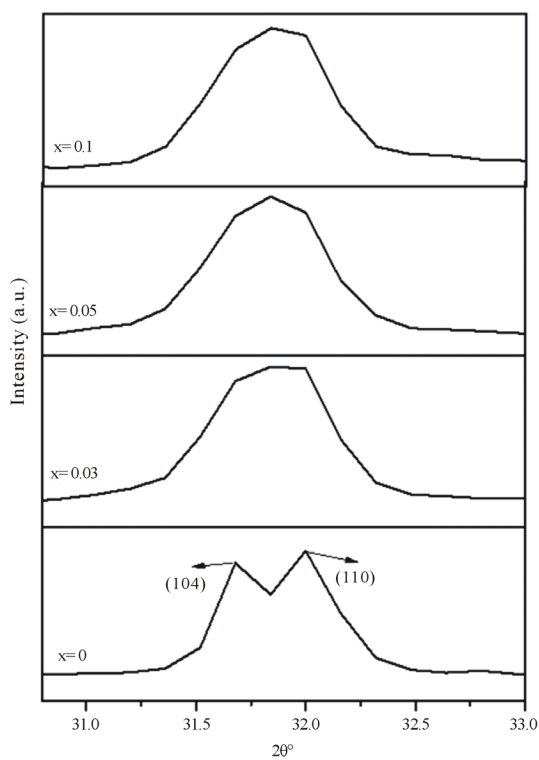 x= 0.1
x= 0.05
Intensity (a.u.)
x= 0.03
(104)
(110)
x= 0
31.0 31.5 32.0 32.5 33.0
2θ°